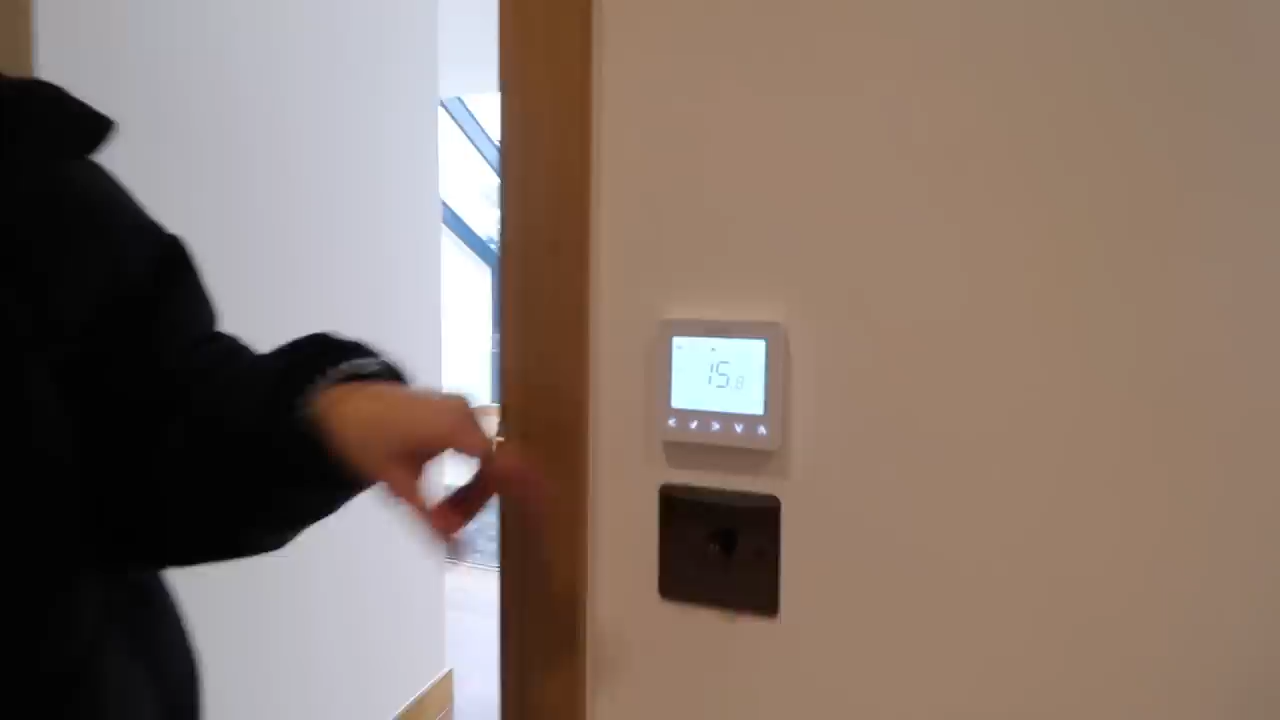 15.8
< ✓ > ∨ ∧